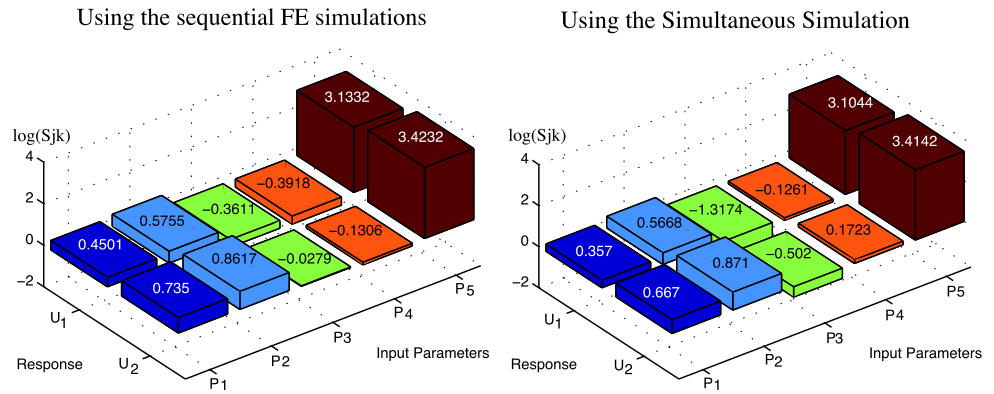 Using the sequential FE simulations
log(Sjk)
4
2
0
−2
3.1332
3.4232
−0.3918
−0.1306
−0.3611
−0.0279
0.5755
0.8617
0.4501
0.735
U1
U2
Response
P1
P2
P3
P4
P5
Input Parameters
Using the Simultaneous Simulation
log(Sjk)
4
2
0
−2
3.1044
3.4142
−0.1261
0.1723
−1.3174
−0.502
0.5668
0.871
0.357
0.667
U1
U2
Response
P1
P2
P3
P4
P5
Input Parameters